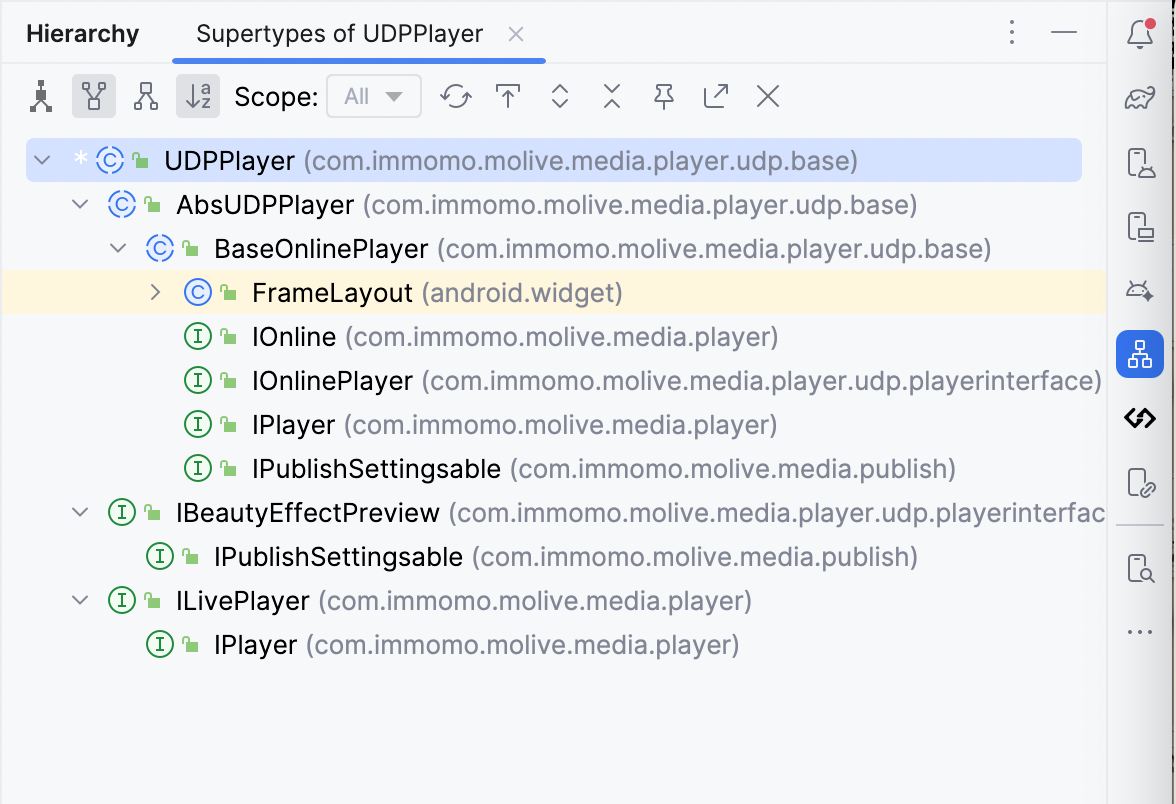 Hierarchy Supertypes of UDPPlayer
Scope: All
* UDPPlayer (com.immomo.molive.media.player.udp.base)
AbsUDPPlayer (com.immomo.molive.media.player.udp.base)
BaseOnlinePlayer (com.immomo.molive.media.player.udp.base)
FrameLayout (android.widget)
IOnline (com.immomo.molive.media.player)
IOnlinePlayer (com.immomo.molive.media.player.udp.playerinterface)
IPlayer (com.immomo.molive.media.player)
IPublishSettingsable (com.immomo.molive.media.publish)
IBeautyEffectPreview (com.immomo.molive.media.player.udp.playerinterfac
IPublishSettingsable (com.immomo.molive.media.publish)
ILivePlayer (com.immomo.molive.media.player)
IPlayer (com.immomo.molive.media.player)